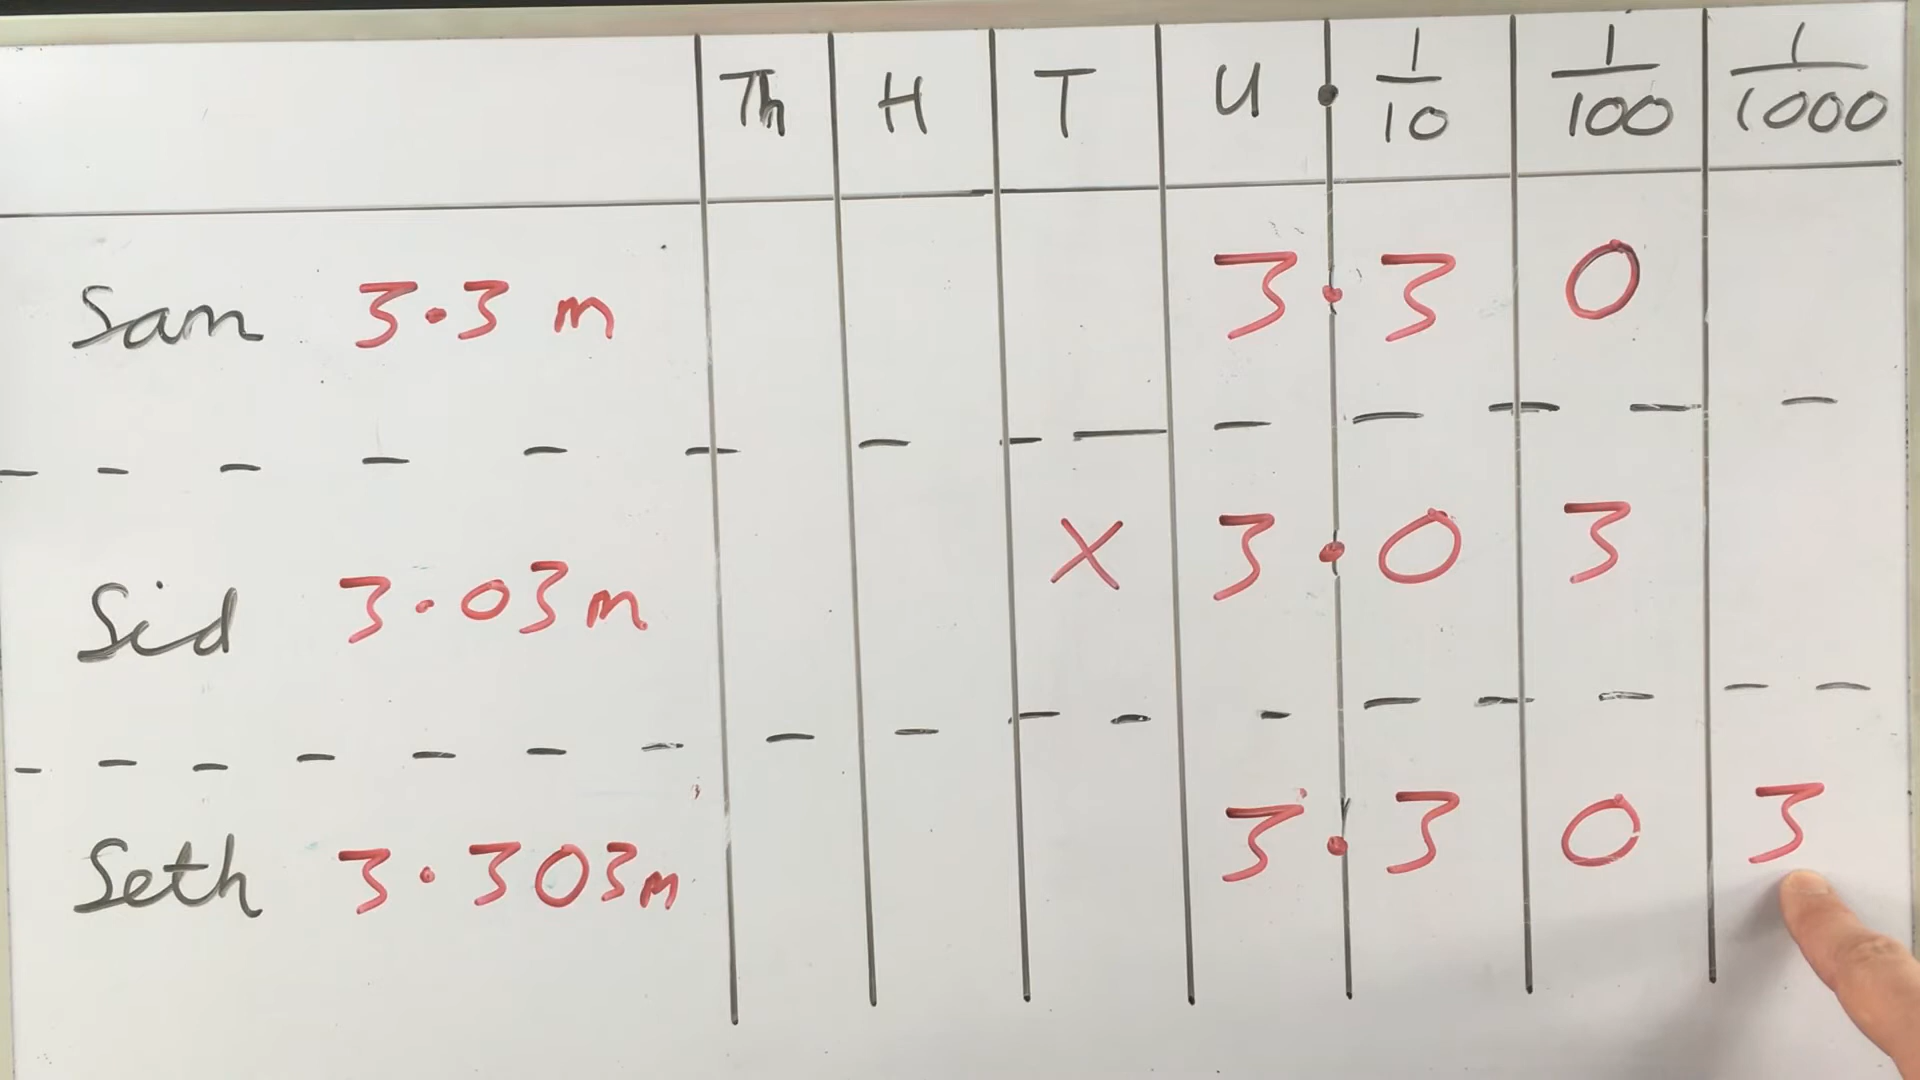 Th H T U . 1/10 1/100 1/1000
Sam 3.3 m 3 . 3 0
Sid 3.03m X 3 . 0 3
Seth 3.303m 3 . 3 0 3